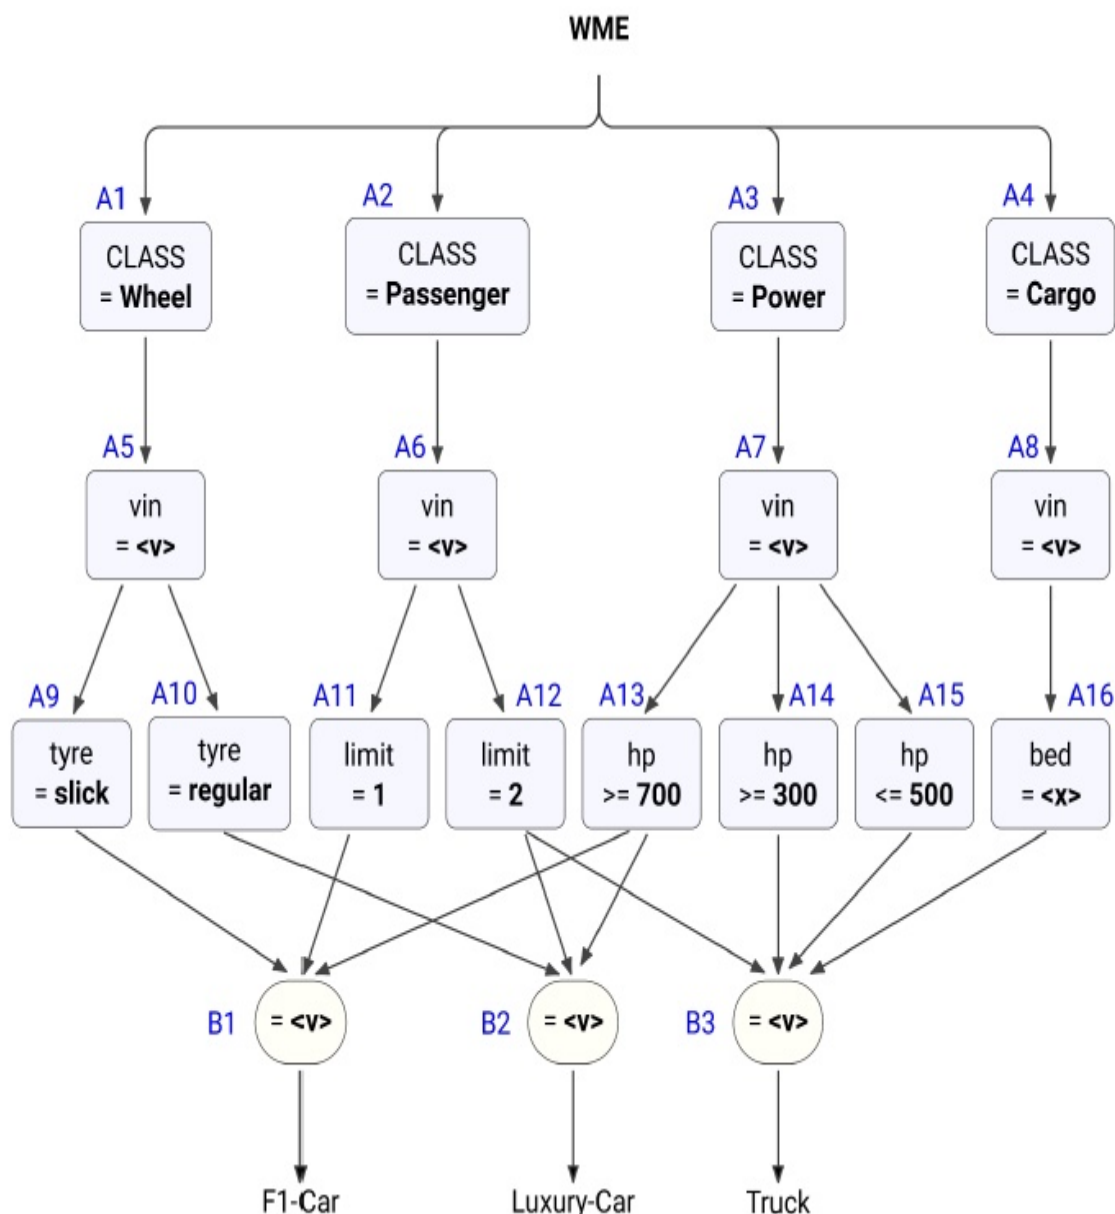 WME
A1
A2
A3
A4
CLASS
= Wheel
CLASS
= Passenger
CLASS
= Power
CLASS
= Cargo
A5
A6
A7
A8
vin
= <v>
vin
= <v>
vin
= <v>
vin
= <v>
A9
A10
A11
A12
A13
A14
A15
A16
tyre
= slick
tyre
= regular
limit
= 1
limit
= 2
hp
>= 700
hp
>= 300
hp
<= 500
bed
= <x>
B1
= <v>
B2
= <v>
B3
= <v>
F1-Car
Luxury-Car
Truck